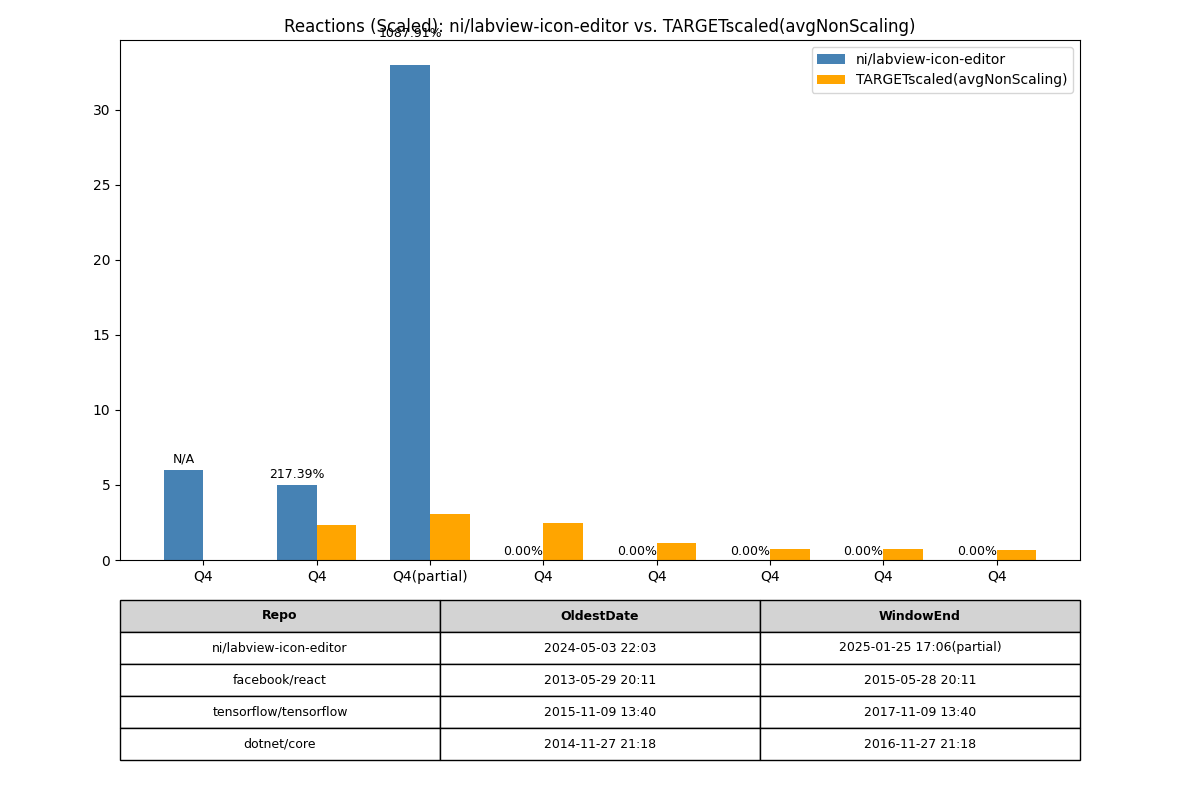 Reactions (Scaled): ni/labview-icon-editor vs. TARGETscaled(avgNonScaling)
1087.91%
ni/labview-icon-editor
TARGETscaled(avgNonScaling)
30
25
20
15
10
5
0
N/A
217.39%
0.00%
0.00%
0.00%
0.00%
0.00%
Q4 Q4 Q4(partial) Q4 Q4 Q4 Q4 Q4
Repo OldestDate WindowEnd
ni/labview-icon-editor 2024-05-03 22:03 2025-01-25 17:06(partial)
facebook/react 2013-05-29 20:11 2015-05-28 20:11
tensorflow/tensorflow 2015-11-09 13:40 2017-11-09 13:40
dotnet/core 2014-11-27 21:18 2016-11-27 21:18